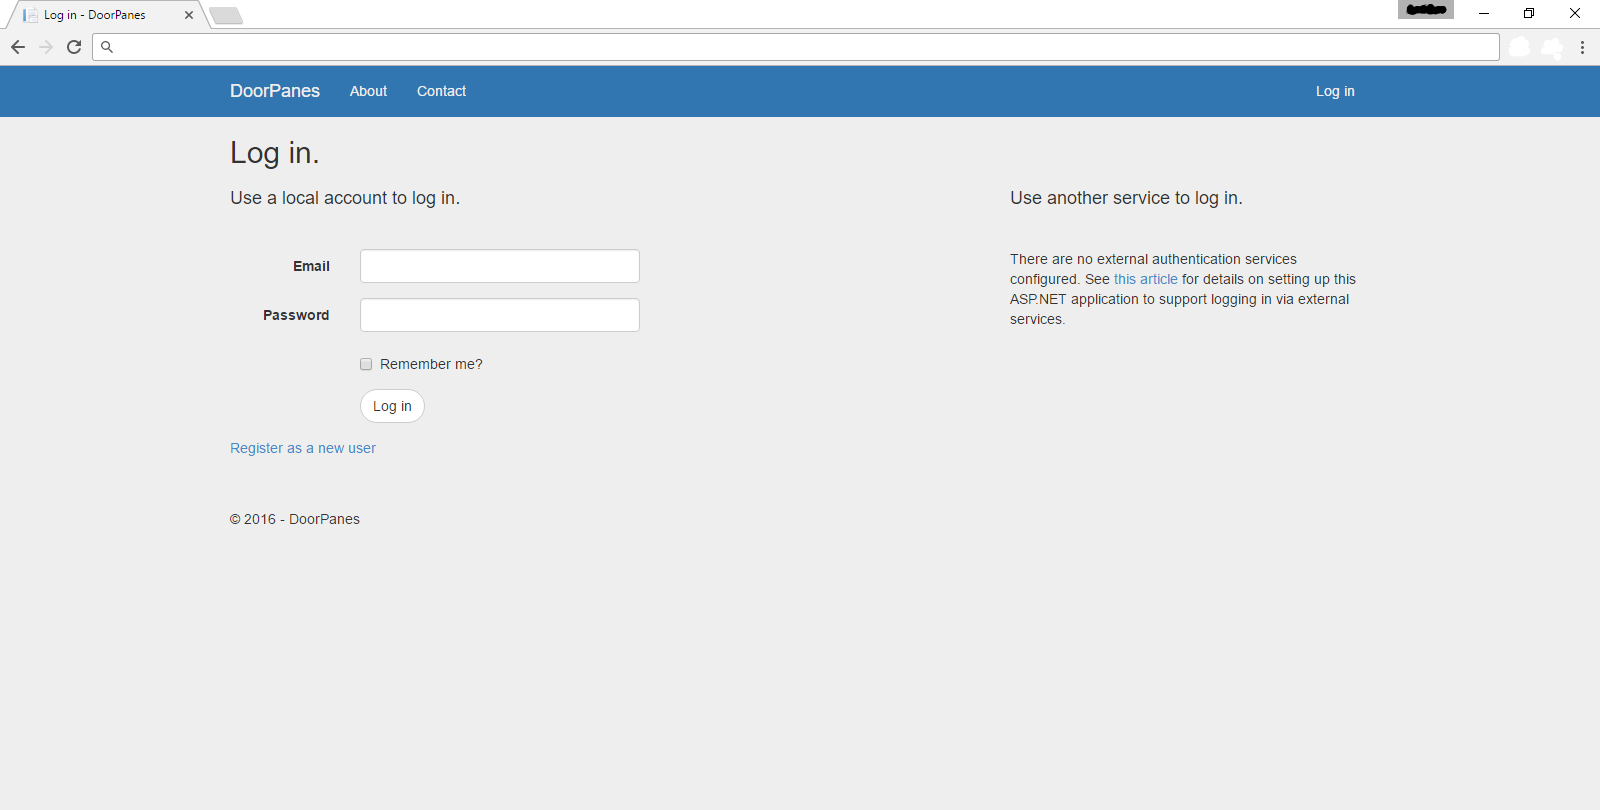 Log in - DoorPanes
DoorPanes About Contact Log in
Log in.
Use a local account to log in.
Email
Password
Remember me?
Log in
Register as a new user
Use another service to log in.
There are no external authentication services
configured. See this article for details on setting up this
ASP.NET application to support logging in via external
services.
© 2016 - DoorPanes